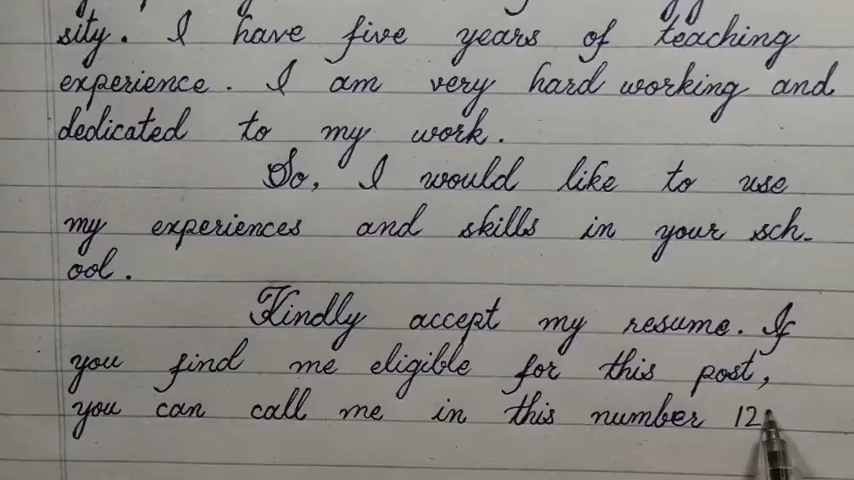 sity. I have five years of teaching
experience. I am very hard working and
dedicated to my work.
So, I would like to use
my experiences and skills in your sch-
ool.
Kindly accept my resume. If
you find me eligible for this post,
you can call me in this number 12